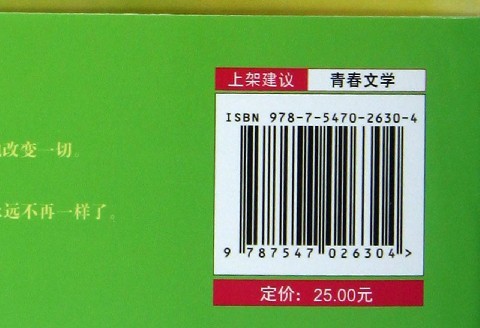 上架建议 青春文学
ISBN 978-7-5470-2630-4
改变一切。
远不再一样了。
9 787547 026304 >
定价：25.00元